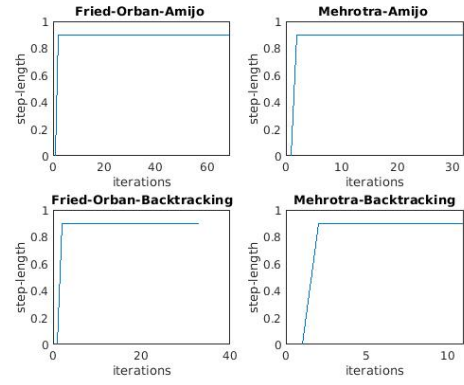 Fried-Orban-Amijo
1
0.8
0.6
0.4
0.2
0
step-length
0 20 40 60
iterations
Mehrotra-Amijo
1
0.8
0.6
0.4
0.2
0
step-length
0 10 20 30
iterations
Fried-Orban-Backtracking
1
0.8
0.6
0.4
0.2
0
step-length
0 20 40
iterations
Mehrotra-Backtracking
1
0.8
0.6
0.4
0.2
0
step-length
0 5 10
iterations